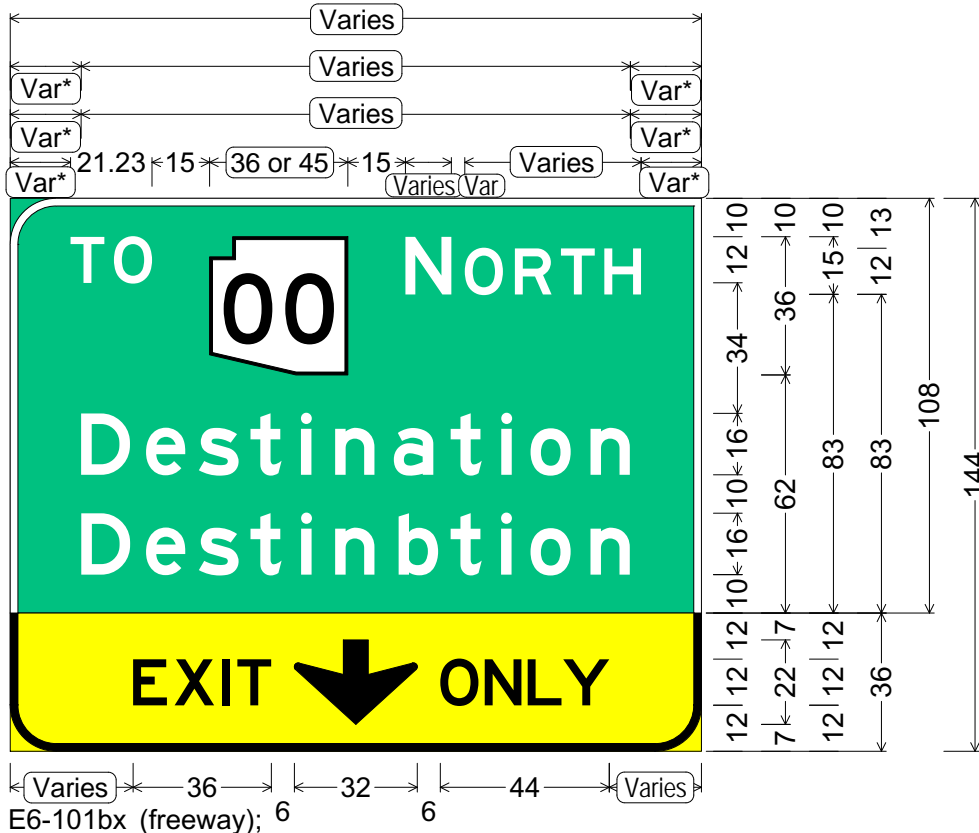 Varies
Varies
Var* Var*
Varies
Var* Var*
21.23 15 36 or 45 15 Varies
Var* Varies Var Var*
TO 00 NORTH
Destination
Destinbtion
EXIT ONLY
10 12 34 16 10 16 10 12 12 12
10 36 62 7 22 7
10 15 83 12 12 12
13 12 83
108 36
144
Varies 36 6 32 6 44 Varies
E6-101bx (freeway);